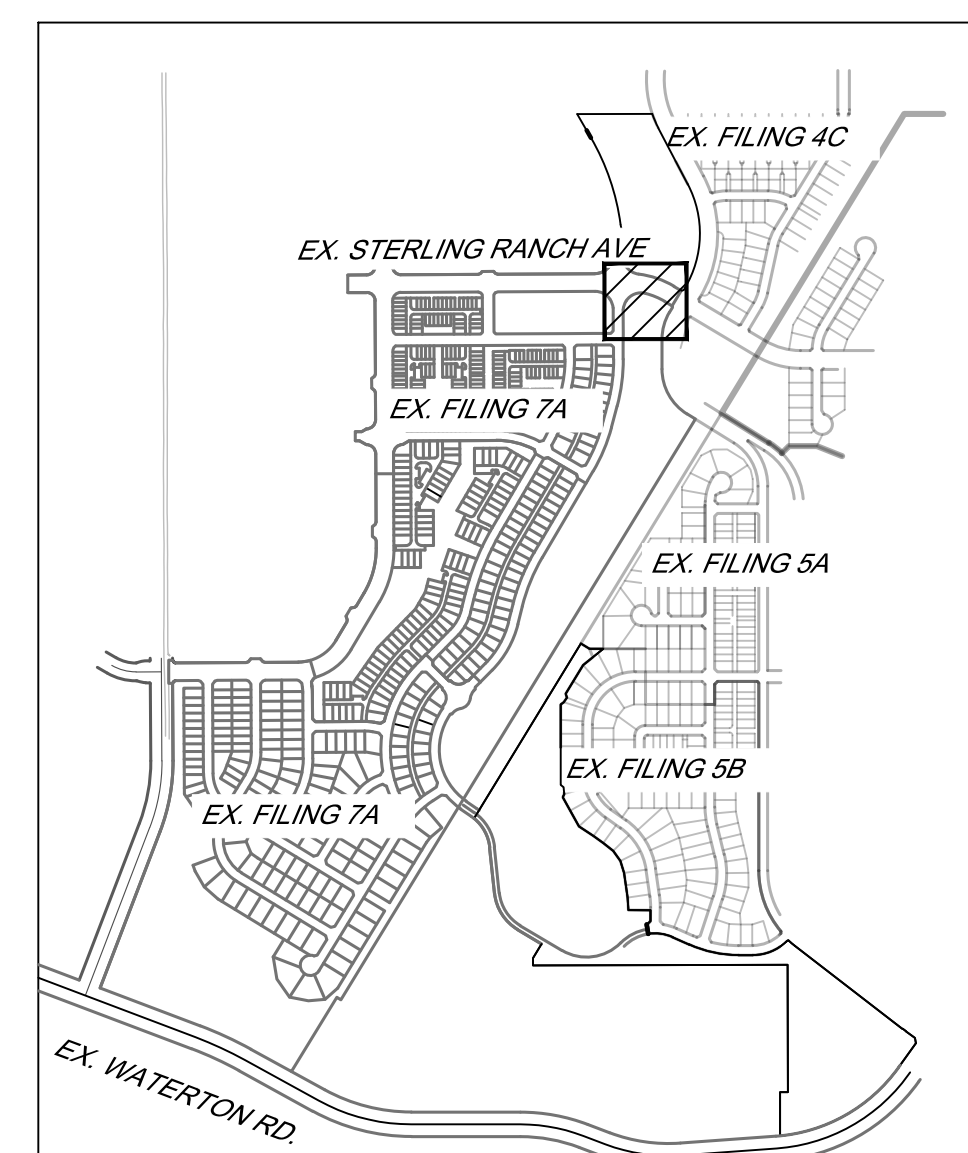 EX. FILING 4C
EX. STERLING RANCH AVE
EX. FILING 7A
EX. FILING 5A
EX. FILING 5B
EX. FILING 7A
EX. WATERTON RD.